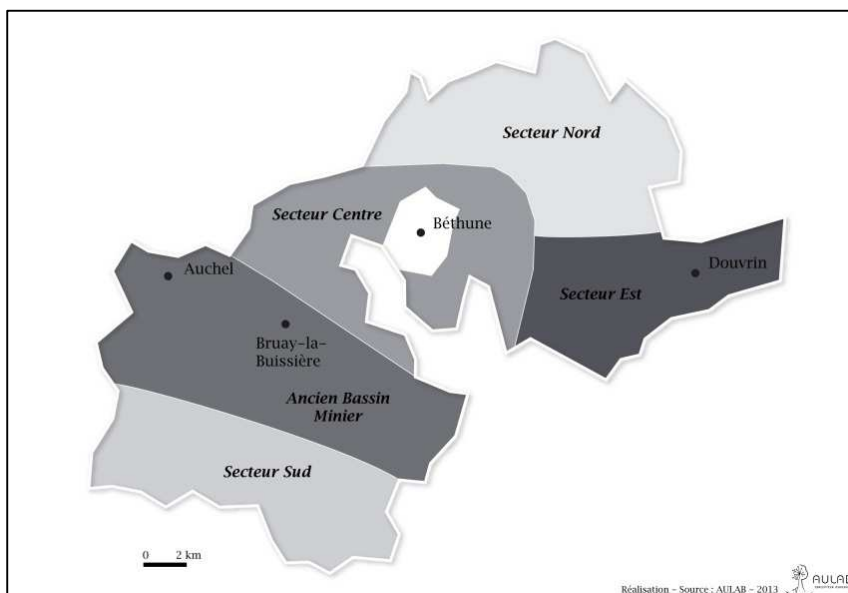 Secteur Nord
Secteur Centre
Béthune
Auchel
Douvrin
Secteur Est
Bruay-la-
Buissière
Ancien Bassin
Minier
Secteur Sud
0 2 km
Réalisation - Source : AULAB - 2013
AULAB